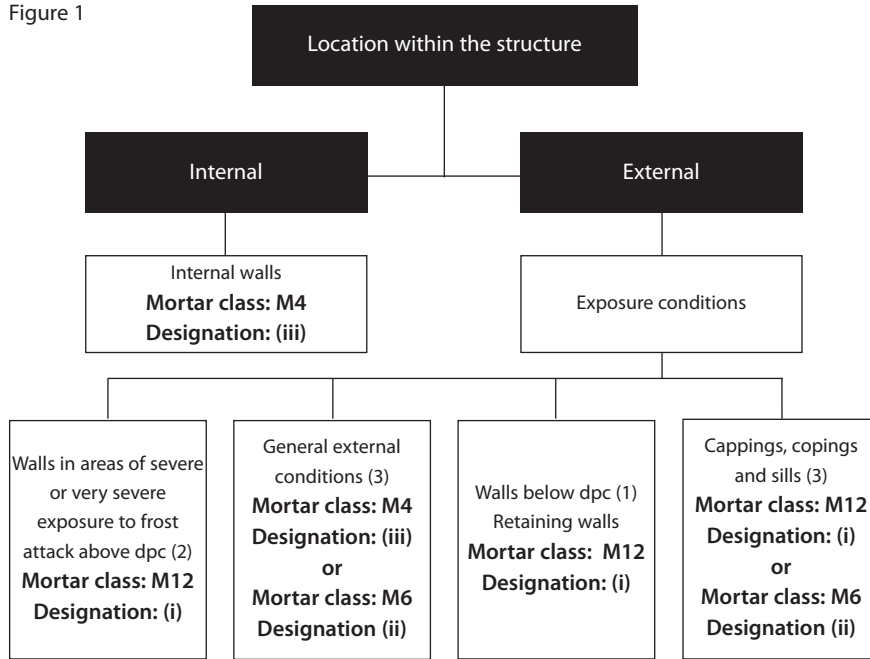 Figure 1
Location within the structure
Internal
External
Internal walls
Mortar class: M4
Designation: (iii)
Exposure conditions
Walls in areas of severe
or very severe
exposure to frost
attack above dpc (2)
Mortar class: M12
Designation: (i)
General external
conditions (3)
Mortar class: M4
Designation: (iii)
or
Mortar class: M6
Designation (ii)
Walls below dpc (1)
Retaining walls
Mortar class: M12
Designation: (i)
Cappings, copings
and sills (3)
Mortar class: M12
Designation: (i)
or
Mortar class: M6
Designation (ii)